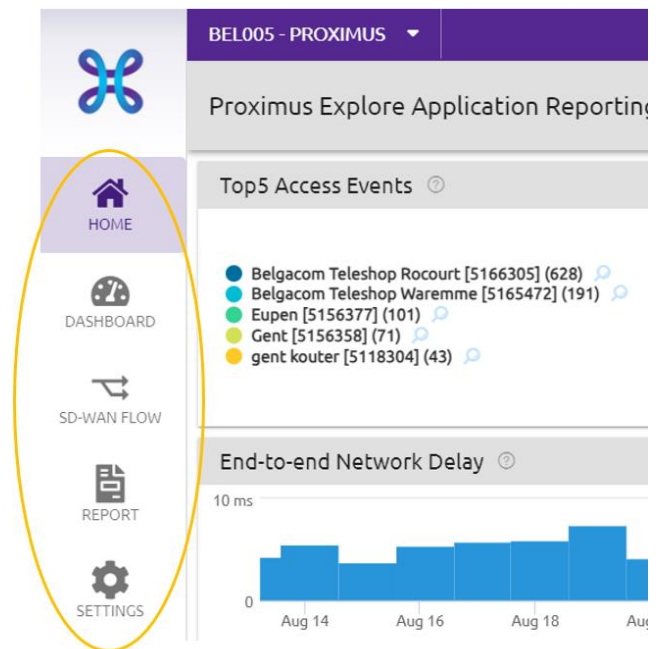 BEL005 - PROXIMUS
Proximus Explore Application Reporting
HOME
DASHBOARD
SD-WAN FLOW
REPORT
SETTINGS
Top5 Access Events
Belgacom Teleshop Rocourt [5166305] (628)
Belgacom Teleshop Waremme [5165472] (191)
Eupen [5156377] (101)
Gent [5156358] (71)
gent kouter [5118304] (43)
End-to-end Network Delay
10 ms
0
Aug 14 Aug 16 Aug 18